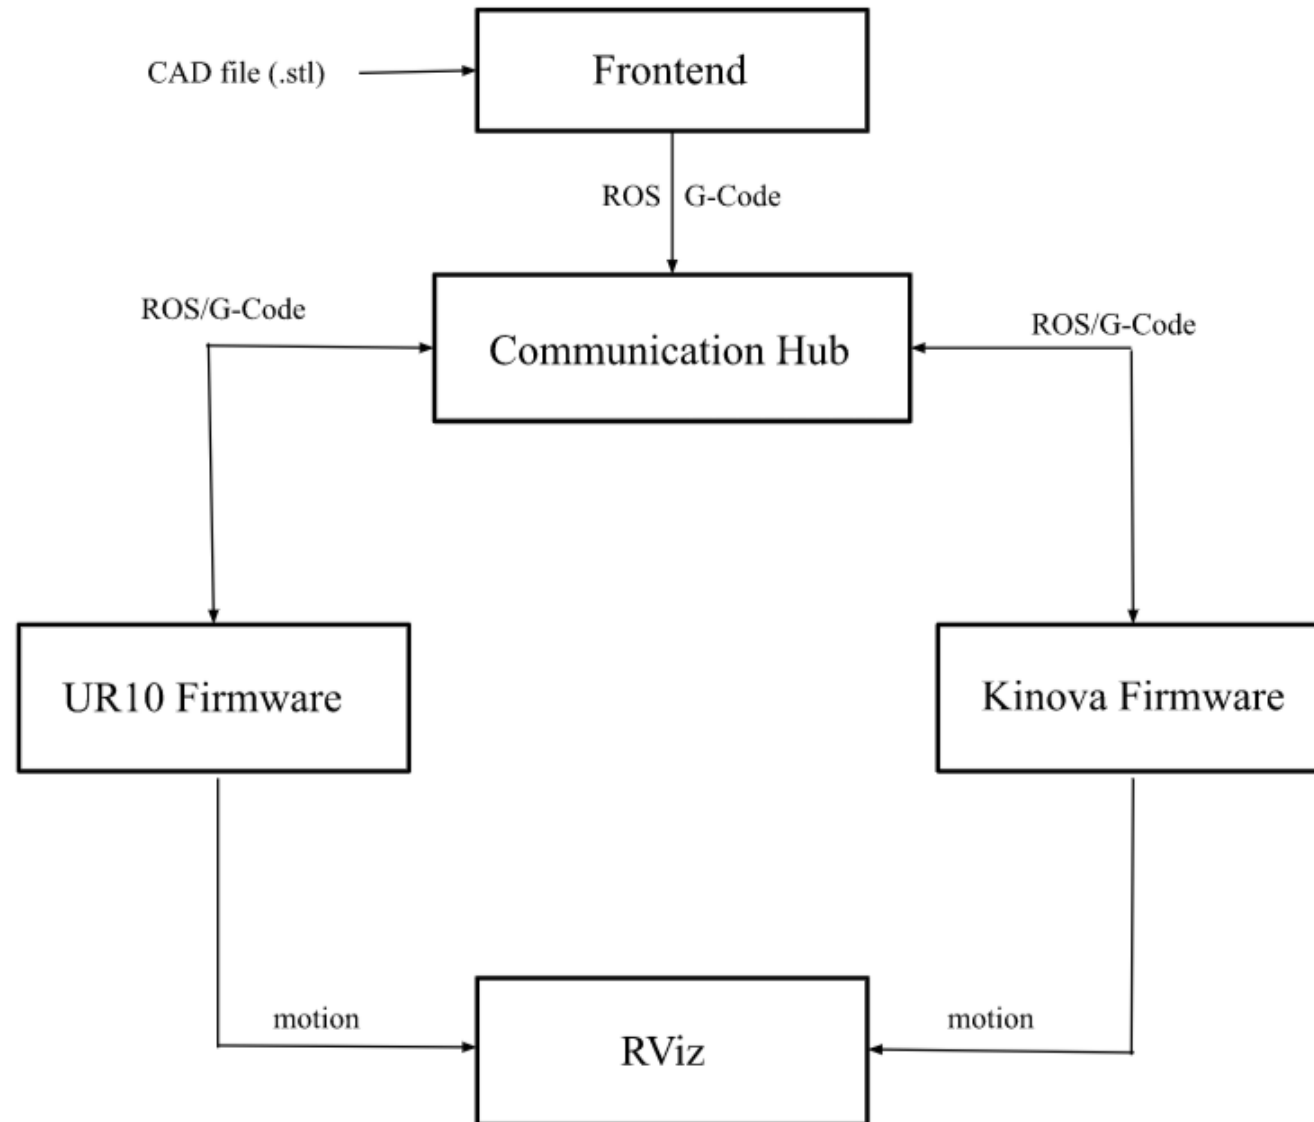 Frontend
CAD file (.stl)
ROS G-Code
ROS/G-Code
Communication Hub
ROS/G-Code
UR10 Firmware
Kinova Firmware
motion
RViz
motion